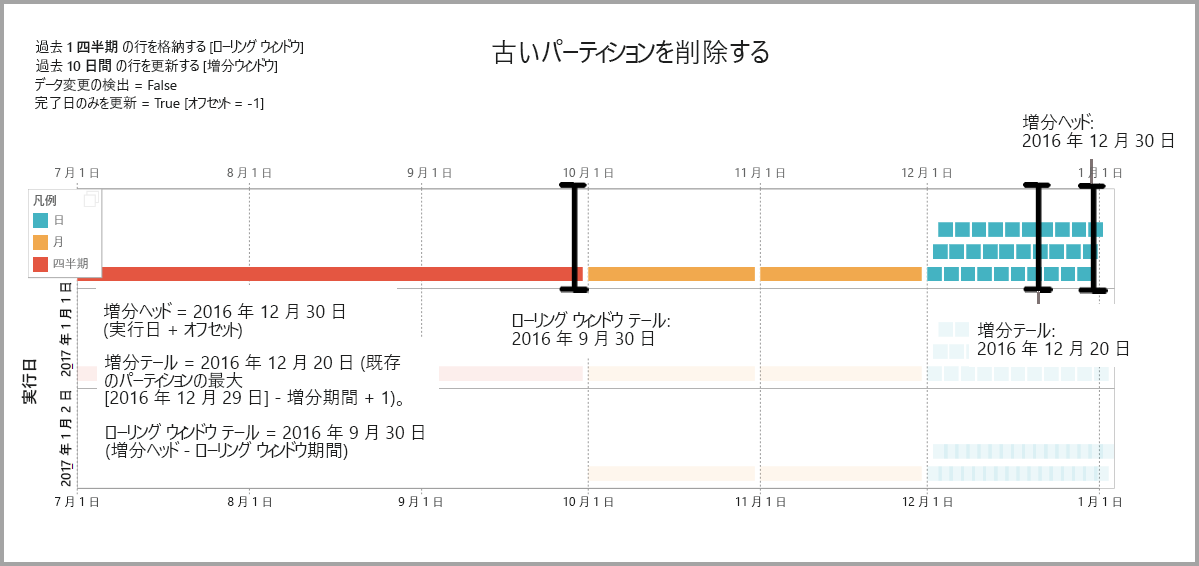 過去 1 四半期 の行を格納する [ローリング ウィンドウ]
過去 10 日間 の行を更新する [増分ウィンドウ]
データ変更の検出 = False
完了日のみを更新 = True [オフセット = -1]
古いパーティションを削除する
増分ヘッド:
2016 年 12 月 30 日
7 月 1 日
8 月 1 日
9 月 1 日
10 月 1 日
11 月 1 日
12 月 1 日
1 月 1 日
凡例
日
月
四半期
実行日
2017 年 1 月 1 日
2017 年 1 月 2 日
増分ヘッド = 2016 年 12 月 30 日
(実行日 + オフセット)
増分テール = 2016 年 12 月 20 日 (既存
のパーティションの最大
[2016 年 12 月 29 日] - 増分期間 + 1)。
ローリング ウィンドウ テール = 2016 年 9 月 30 日
(増分ヘッド - ローリング ウィンドウ期間)
ローリング ウィンドウ テール:
2016 年 9 月 30 日
増分テール:
2016 年 12 月 20 日
7 月 1 日
8 月 1 日
9 月 1 日
10 月 1 日
11 月 1 日
12 月 1 日
1 月 1 日